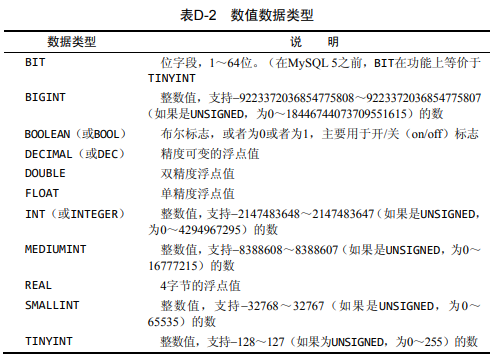 表D-2 数值数据类型
数据类型 说 明
BIT 位字段，1～64位。（在MySQL 5之前，BIT在功能上等价于
TINYINT
BIGINT 整数值，支持–9223372036854775808～9223372036854775807
（如果是UNSIGNED，为0～18446744073709551615）的数
BOOLEAN（或BOOL） 布尔标志，或者为0或者为1，主要用于开/关（on/off）标志
DECIMAL（或DEC） 精度可变的浮点值
DOUBLE 双精度浮点值
FLOAT 单精度浮点值
INT（或INTEGER） 整数值，支持–2147483648～2147483647（如果是UNSIGNED，
为0～4294967295）的数
MEDIUMINT 整数值，支持–8388608～8388607（如果是UNSIGNED，为0～
16777215）的数
REAL 4字节的浮点值
SMALLINT 整数值，支持–32768～32767（如果是UNSIGNED，为0～
65535）的数
TINYINT 整数值，支持–128～127（如果为UNSIGNED，为0～255）的数